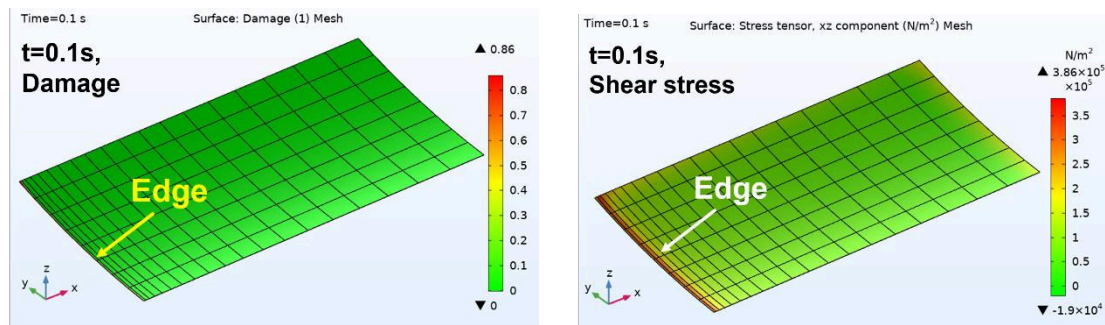 Time=0.1 s Surface: Damage (1) Mesh
t=0.1s,
Damage
▲ 0.86
0.8
0.7
0.6
0.5
0.4
0.3
0.2
0.1
0
▼ 0
Edge
z
y
x
Time=0.1 s Surface: Stress tensor, xz component (N/m²) Mesh
t=0.1s,
Shear stress
N/m²
▲ 3.86×10⁵
×10⁵
3.5
3
2.5
2
1.5
1
0.5
0
▼ -1.9×10⁴
Edge
z
y
x